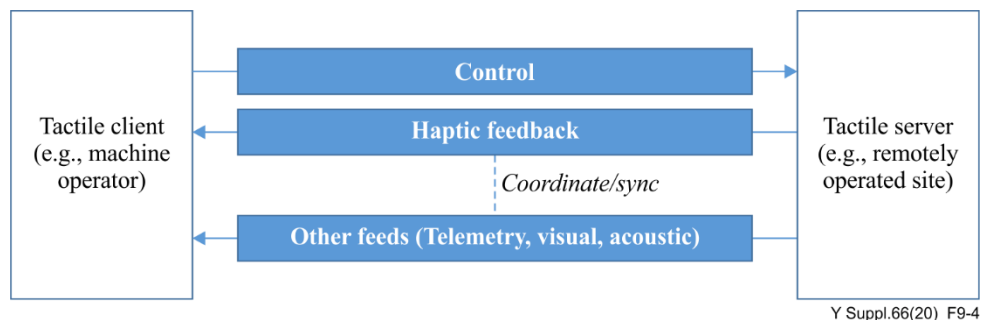 Tactile client
(e.g., machine
operator)
Control
Haptic feedback
Coordinate/sync
Other feeds (Telemetry, visual, acoustic)
Tactile server
(e.g., remotely
operated site)
Y Suppl.66(20) F9-4